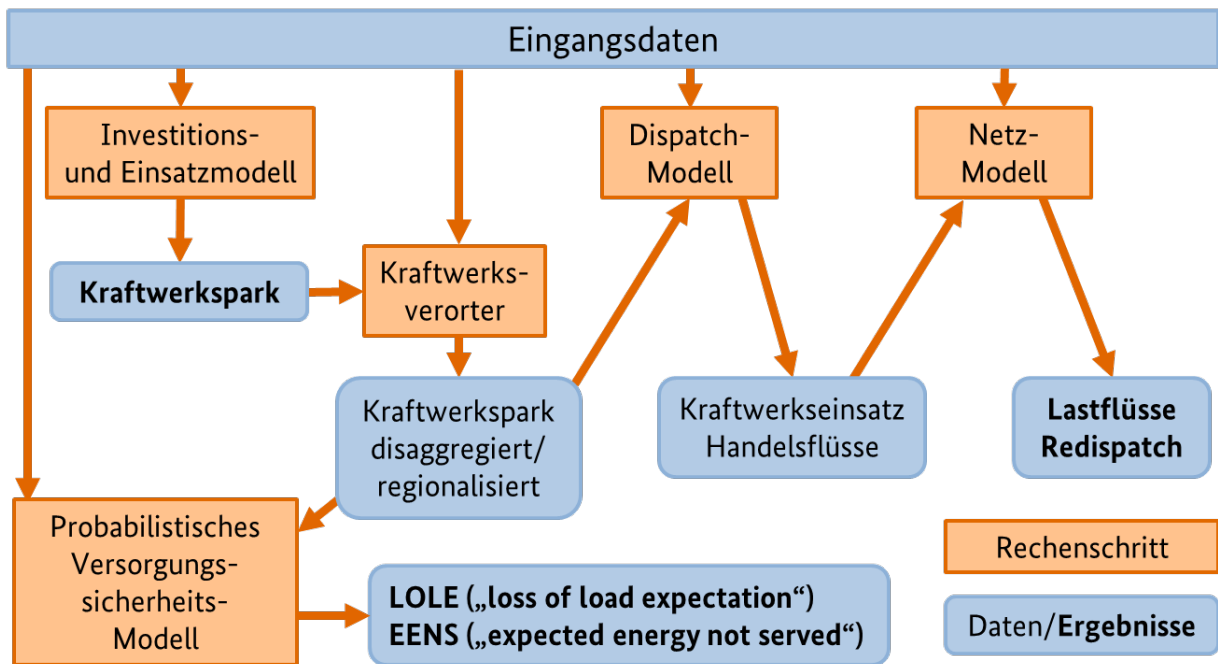 Eingangsdaten
Investitions-
und Einsatzmodell
Dispatch-
Modell
Netz-
Modell
Kraftwerkspark
Kraftwerks-
verorter
Kraftwerkspark
disaggregiert/
regionalisiert
Kraftwerkseinsatz
Handelsflüsse
Lastflüsse
Redispatch
Probabilistisches
Versorgungs-
sicherheits-
Modell
LOLE („loss of load expectation“)
EENS („expected energy not served“)
Rechenschritt
Daten/Ergebnisse